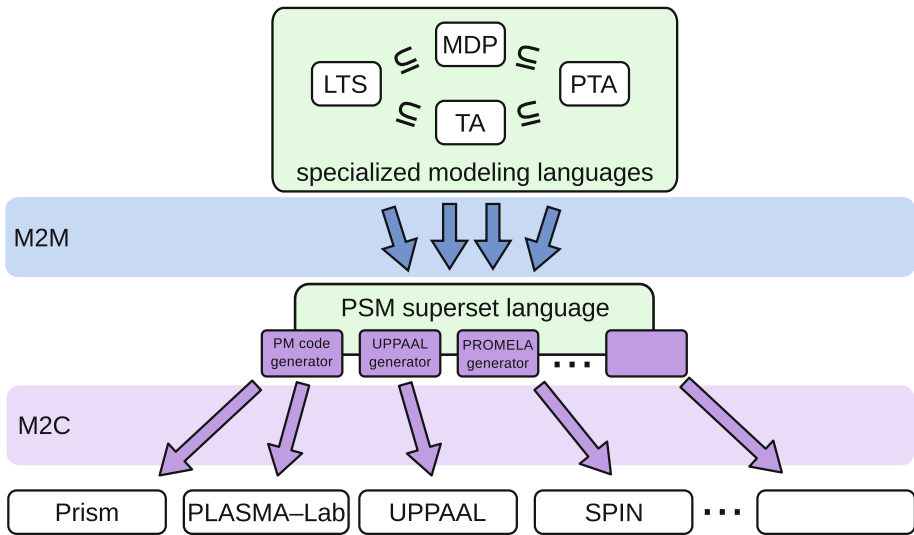 MDP
LTS
PTA
TA
⊆ ⊆
⊆ ⊆
specialized modeling languages
M2M
PSM superset language
PM code
generator
UPPAAL
generator
PROMELA
generator
...
M2C
Prism
PLASMA–Lab
UPPAAL
SPIN
...